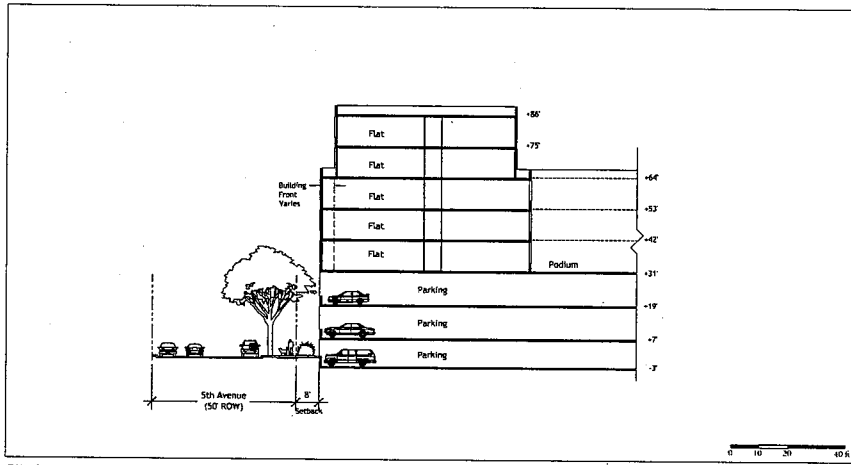 +86'
Flat
+75'
Flat
+64'
Building
Front
Varies
Flat
+53'
Flat
+42'
Flat
Podium
+31'
Parking
+19'
Parking
+7'
Parking
-3'
5th Avenue
(50' ROW)
8'
Setback
0 10 20 40 ft